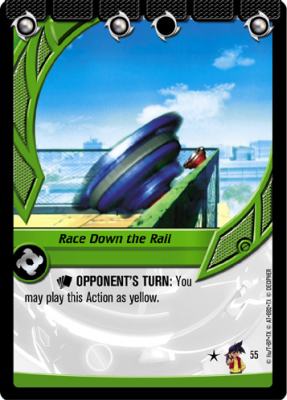 Race Down the Rail
OPPONENT'S TURN: You
may play this Action as yellow.
55